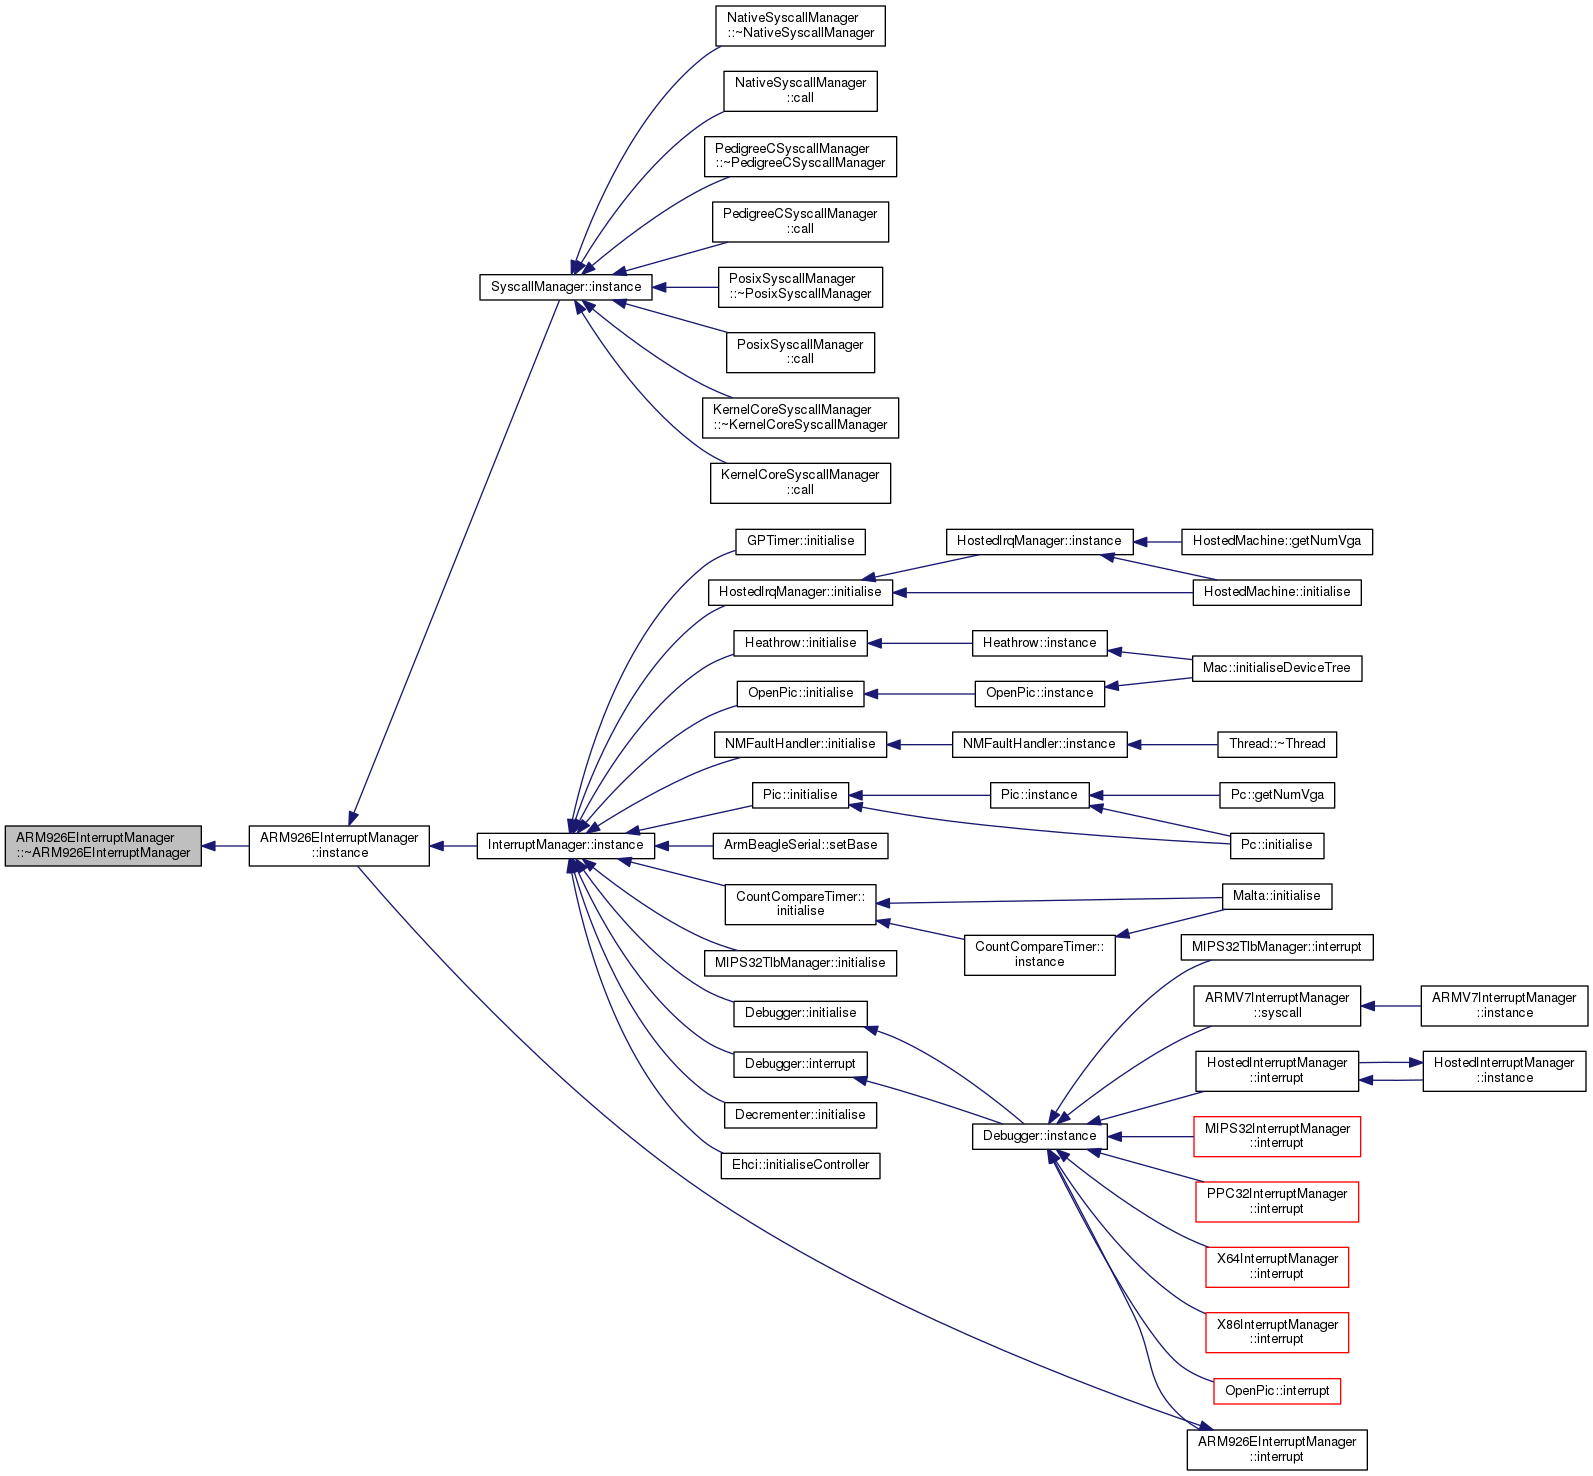 NativeSyscallManager
::~NativeSyscallManager
NativeSyscallManager
::call
PedigreeCSyscallManager
::~PedigreeCSyscallManager
PedigreeCSyscallManager
::call
SyscallManager::instance
PosixSyscallManager
::~PosixSyscallManager
PosixSyscallManager
::call
KernelCoreSyscallManager
::~KernelCoreSyscallManager
KernelCoreSyscallManager
::call
GPTimer::initialise
HostedIrqManager::initialise
HostedIrqManager::instance
HostedMachine::getNumVga
HostedMachine::initialise
Heathrow::initialise
Heathrow::instance
Mac::initialiseDeviceTree
OpenPic::initialise
OpenPic::instance
NMFaultHandler::initialise
NMFaultHandler::instance
Thread::~Thread
Pic::initialise
Pic::instance
Pc::getNumVga
Pc::initialise
ARM926EInterruptManager
::~ARM926EInterruptManager
ARM926EInterruptManager
::instance
InterruptManager::instance
ArmBeagleSerial::setBase
CountCompareTimer::
initialise
Malta::initialise
CountCompareTimer::
instance
MIPS32TlbManager::initialise
MIPS32TlbManager::interrupt
Debugger::initialise
ARMV7InterruptManager
::syscall
ARMV7InterruptManager
::instance
Debugger::interrupt
HostedInterruptManager
::interrupt
HostedInterruptManager
::instance
Decrementer::initialise
Debugger::instance
MIPS32InterruptManager
::interrupt
Ehci::initialiseController
PPC32InterruptManager
::interrupt
X64InterruptManager
::interrupt
X86InterruptManager
::interrupt
OpenPic::interrupt
ARM926EInterruptManager
::interrupt